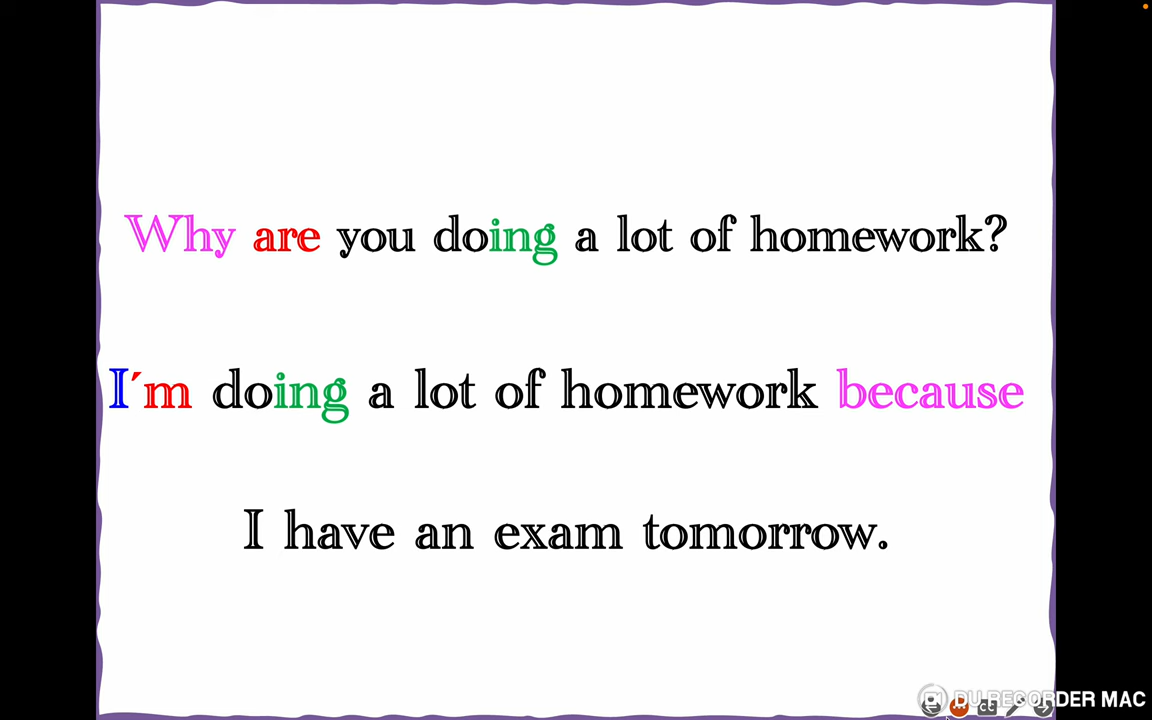 Why are you doing a lot of homework?
I´m doing a lot of homework because
I have an exam tomorrow.
DU RECORDER MAC